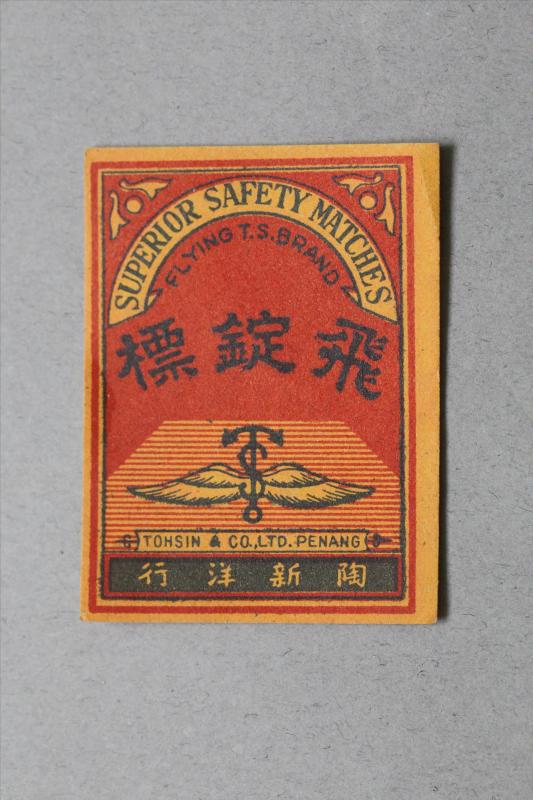 SUPERIOR SAFETY MATCHES
FLYING T.S. BRAND
飛錠標
TS
TOHSIN & CO., LTD. PENANG
陶新洋行